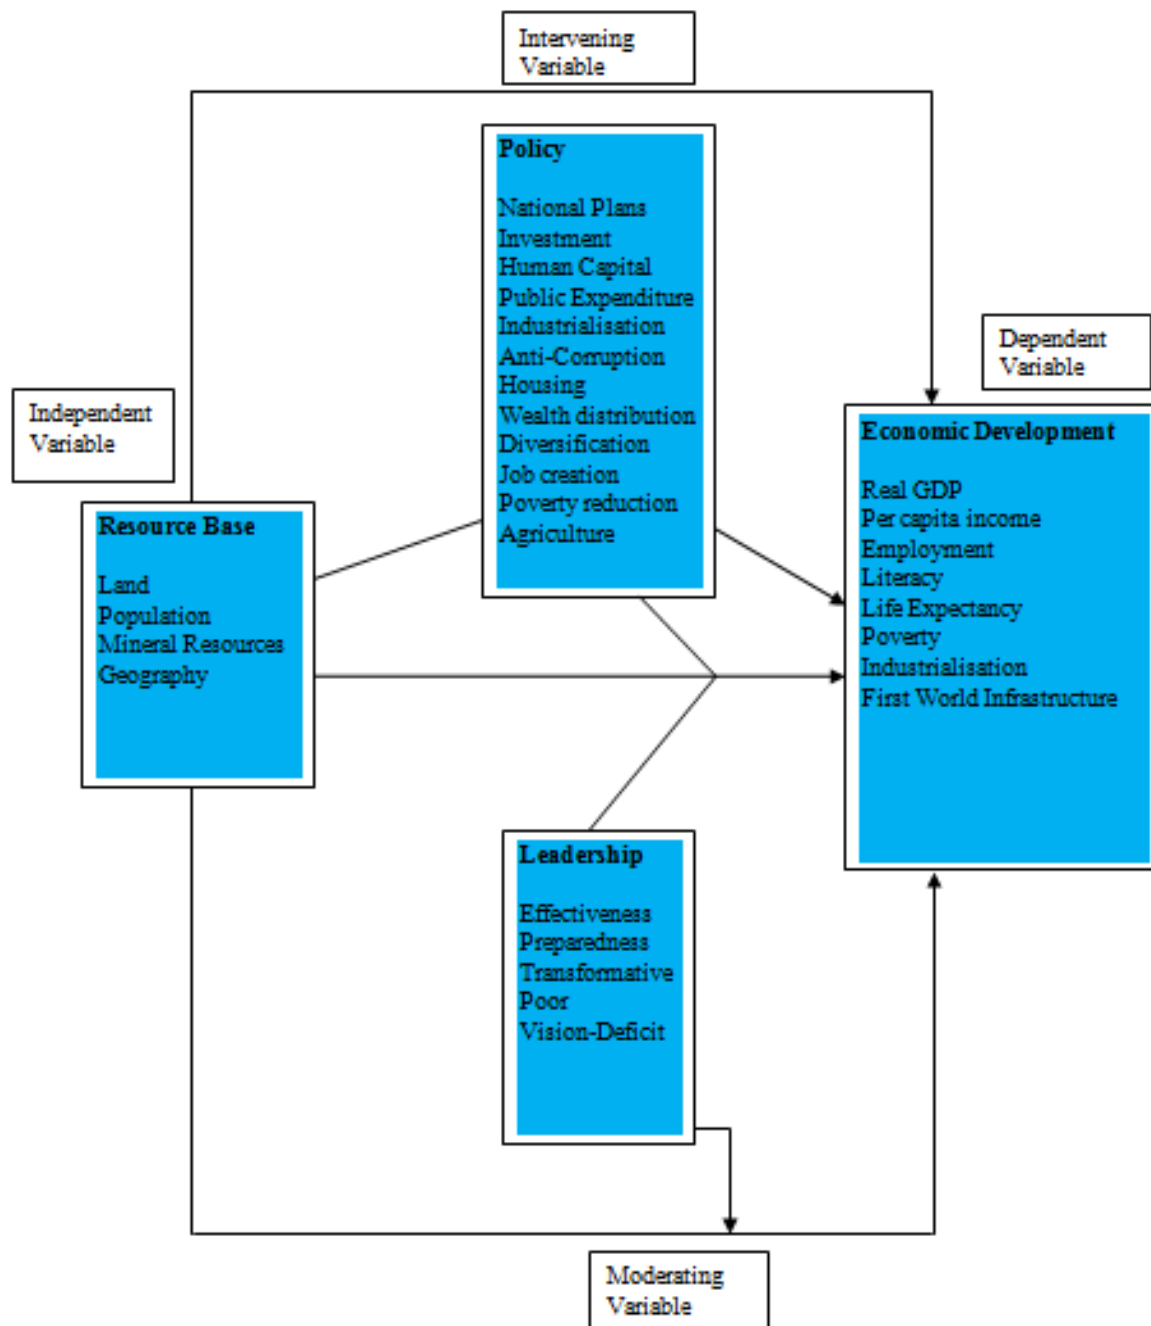 Intervening
Variable
Policy
National Plans
Investment
Human Capital
Public Expenditure
Industrialisation
Anti-Corruption
Housing
Wealth distribution
Diversification
Job creation
Poverty reduction
Agriculture
Dependent
Variable
Independent
Variable
Economic Development
Real GDP
Per capita income
Employment
Literacy
Life Expectancy
Poverty
Industrialisation
First World Infrastructure
Resource Base
Land
Population
Mineral Resources
Geography
Leadership
Effectiveness
Preparedness
Transformative
Poor
Vision-Deficit
Moderating
Variable